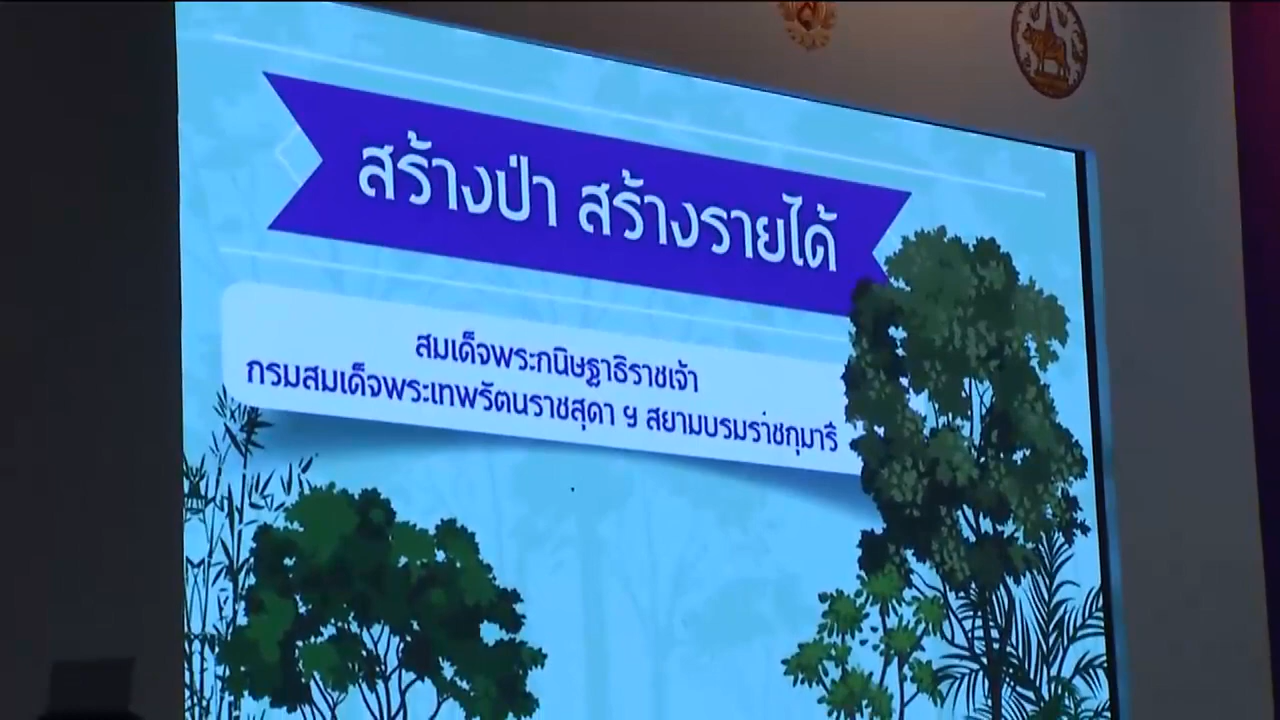 สร้างป่า สร้างรายได้
สมเด็จพระกนิษฐาธิราชเจ้า
กรมสมเด็จพระเทพรัตนราชสุดา ฯ สยามบรมราชกุมารี